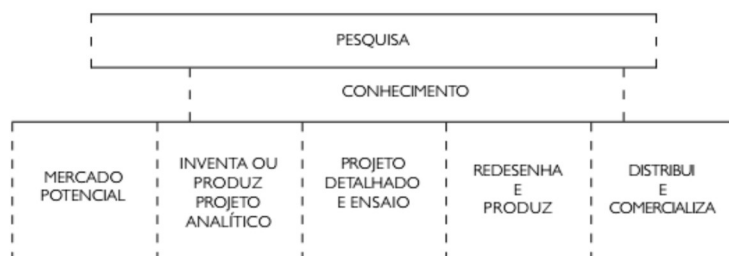 PESQUISA
CONHECIMENTO
MERCADO
POTENCIAL
INVENTA OU
PRODUZ
PROJETO
ANALÍTICO
PROJETO
DETALHADO
E ENSAIO
REDESENHA
E
PRODUZ
DISTRIBUI
E
COMERCIALIZA